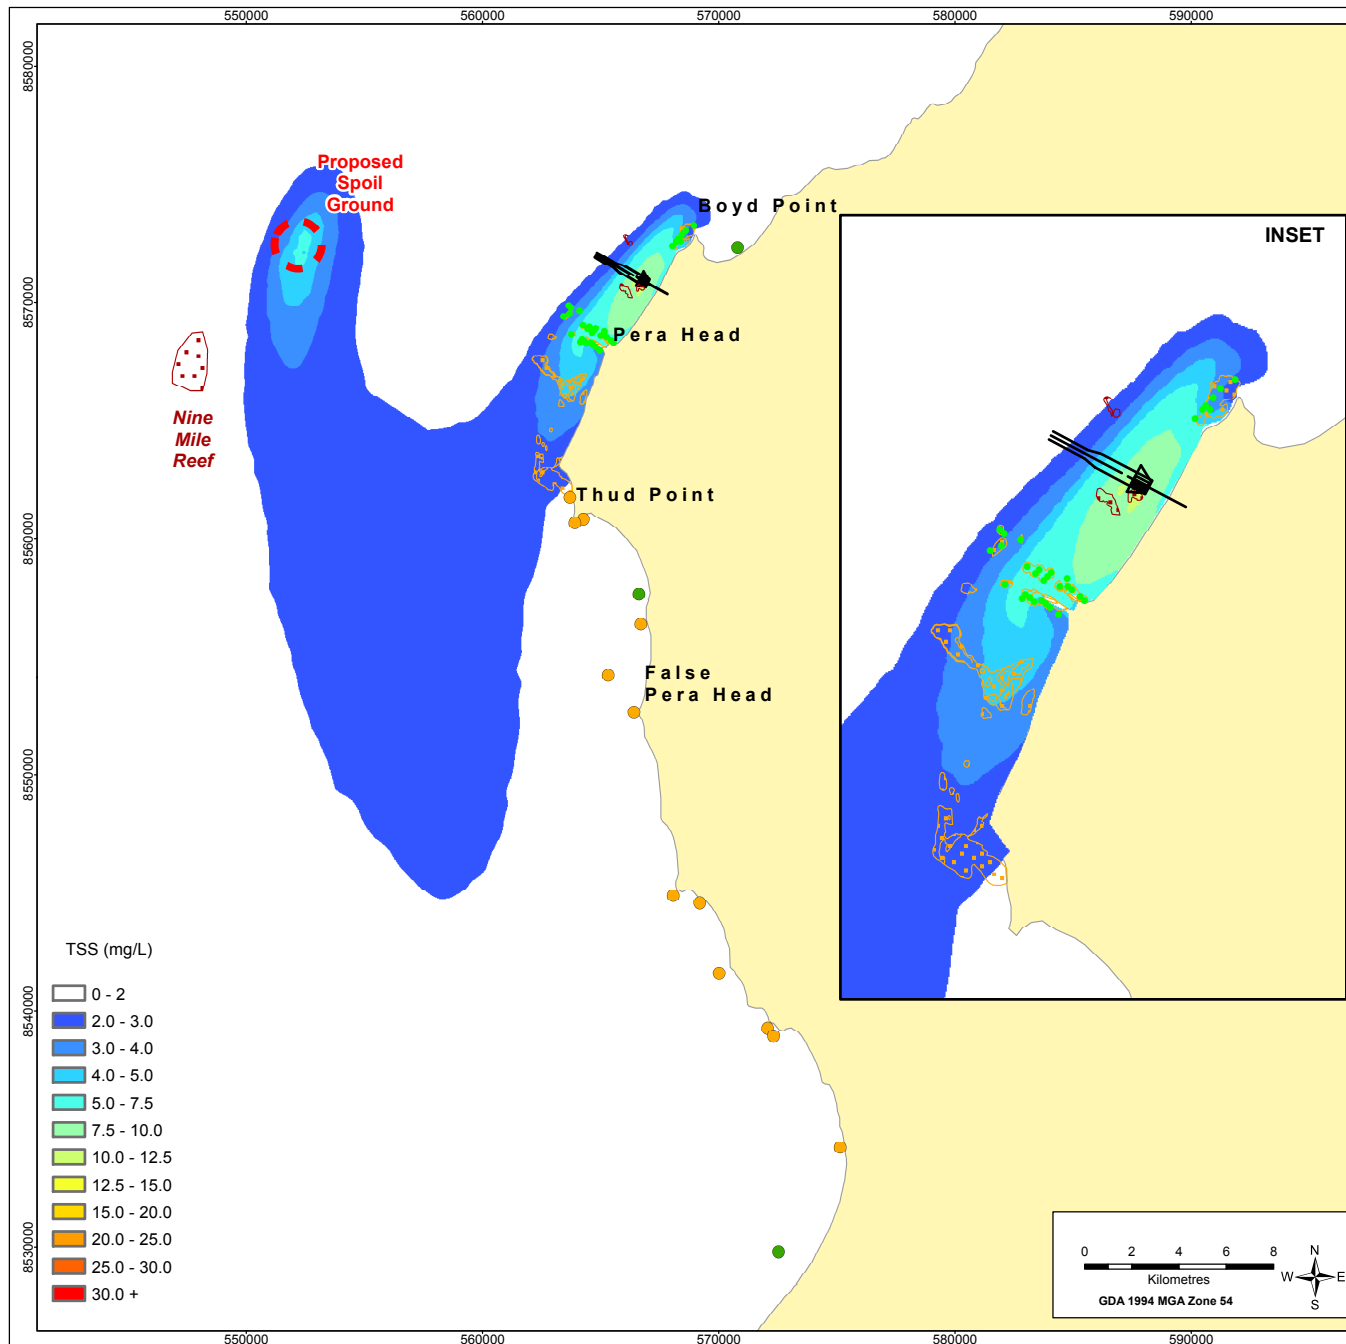 550000
560000
570000
580000
590000
8580000
8570000
8560000
8550000
8540000
8530000
Proposed
Spoil
Ground
Boyd Point
INSET
Pera Head
Nine
Mile
Reef
Thud Point
False
Pera Head
TSS (mg/L)
0 - 2
2.0 - 3.0
3.0 - 4.0
4.0 - 5.0
5.0 - 7.5
7.5 - 10.0
10.0 - 12.5
12.5 - 15.0
15.0 - 20.0
20.0 - 25.0
25.0 - 30.0
30.0 +
0 2 4 6 8
Kilometres
GDA 1994 MGA Zone 54
N
W E
S
550000
560000
570000
580000
590000